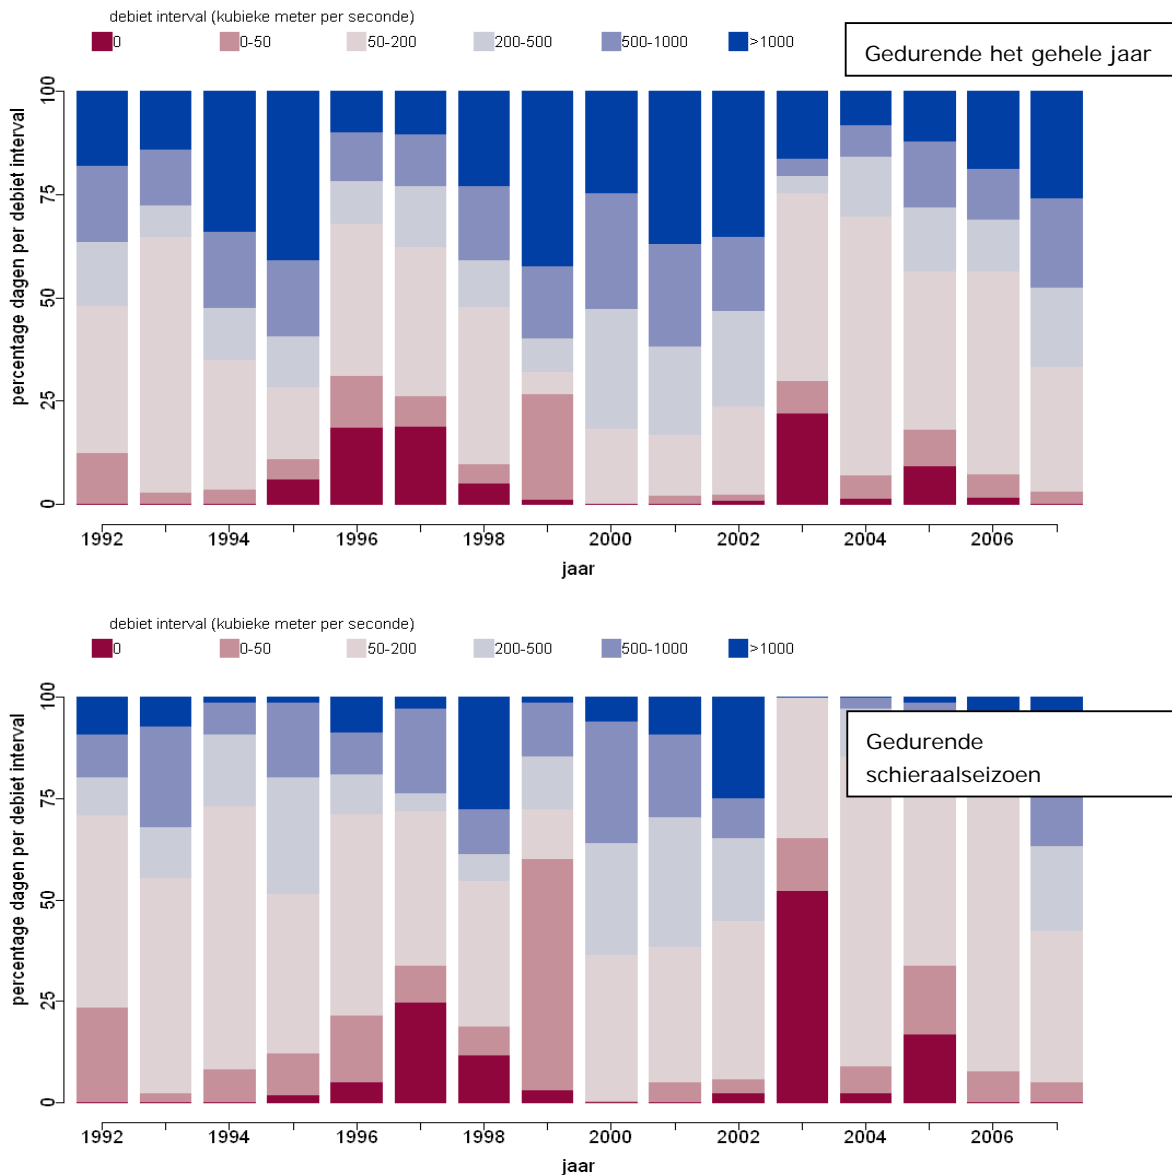 debiet interval (kubieke meter per seconde)
0 0-50 50-200 200-500 500-1000 >1000
Gedurende het gehele jaar
percentage dagen per debiet interval
100
75
50
25
0
1992 1994 1996 1998 2000 2002 2004 2006
jaar
debiet interval (kubieke meter per seconde)
0 0-50 50-200 200-500 500-1000 >1000
Gedurende
schieraalseizoen
percentage dagen per debiet interval
100
75
50
25
0
1992 1994 1996 1998 2000 2002 2004 2006
jaar